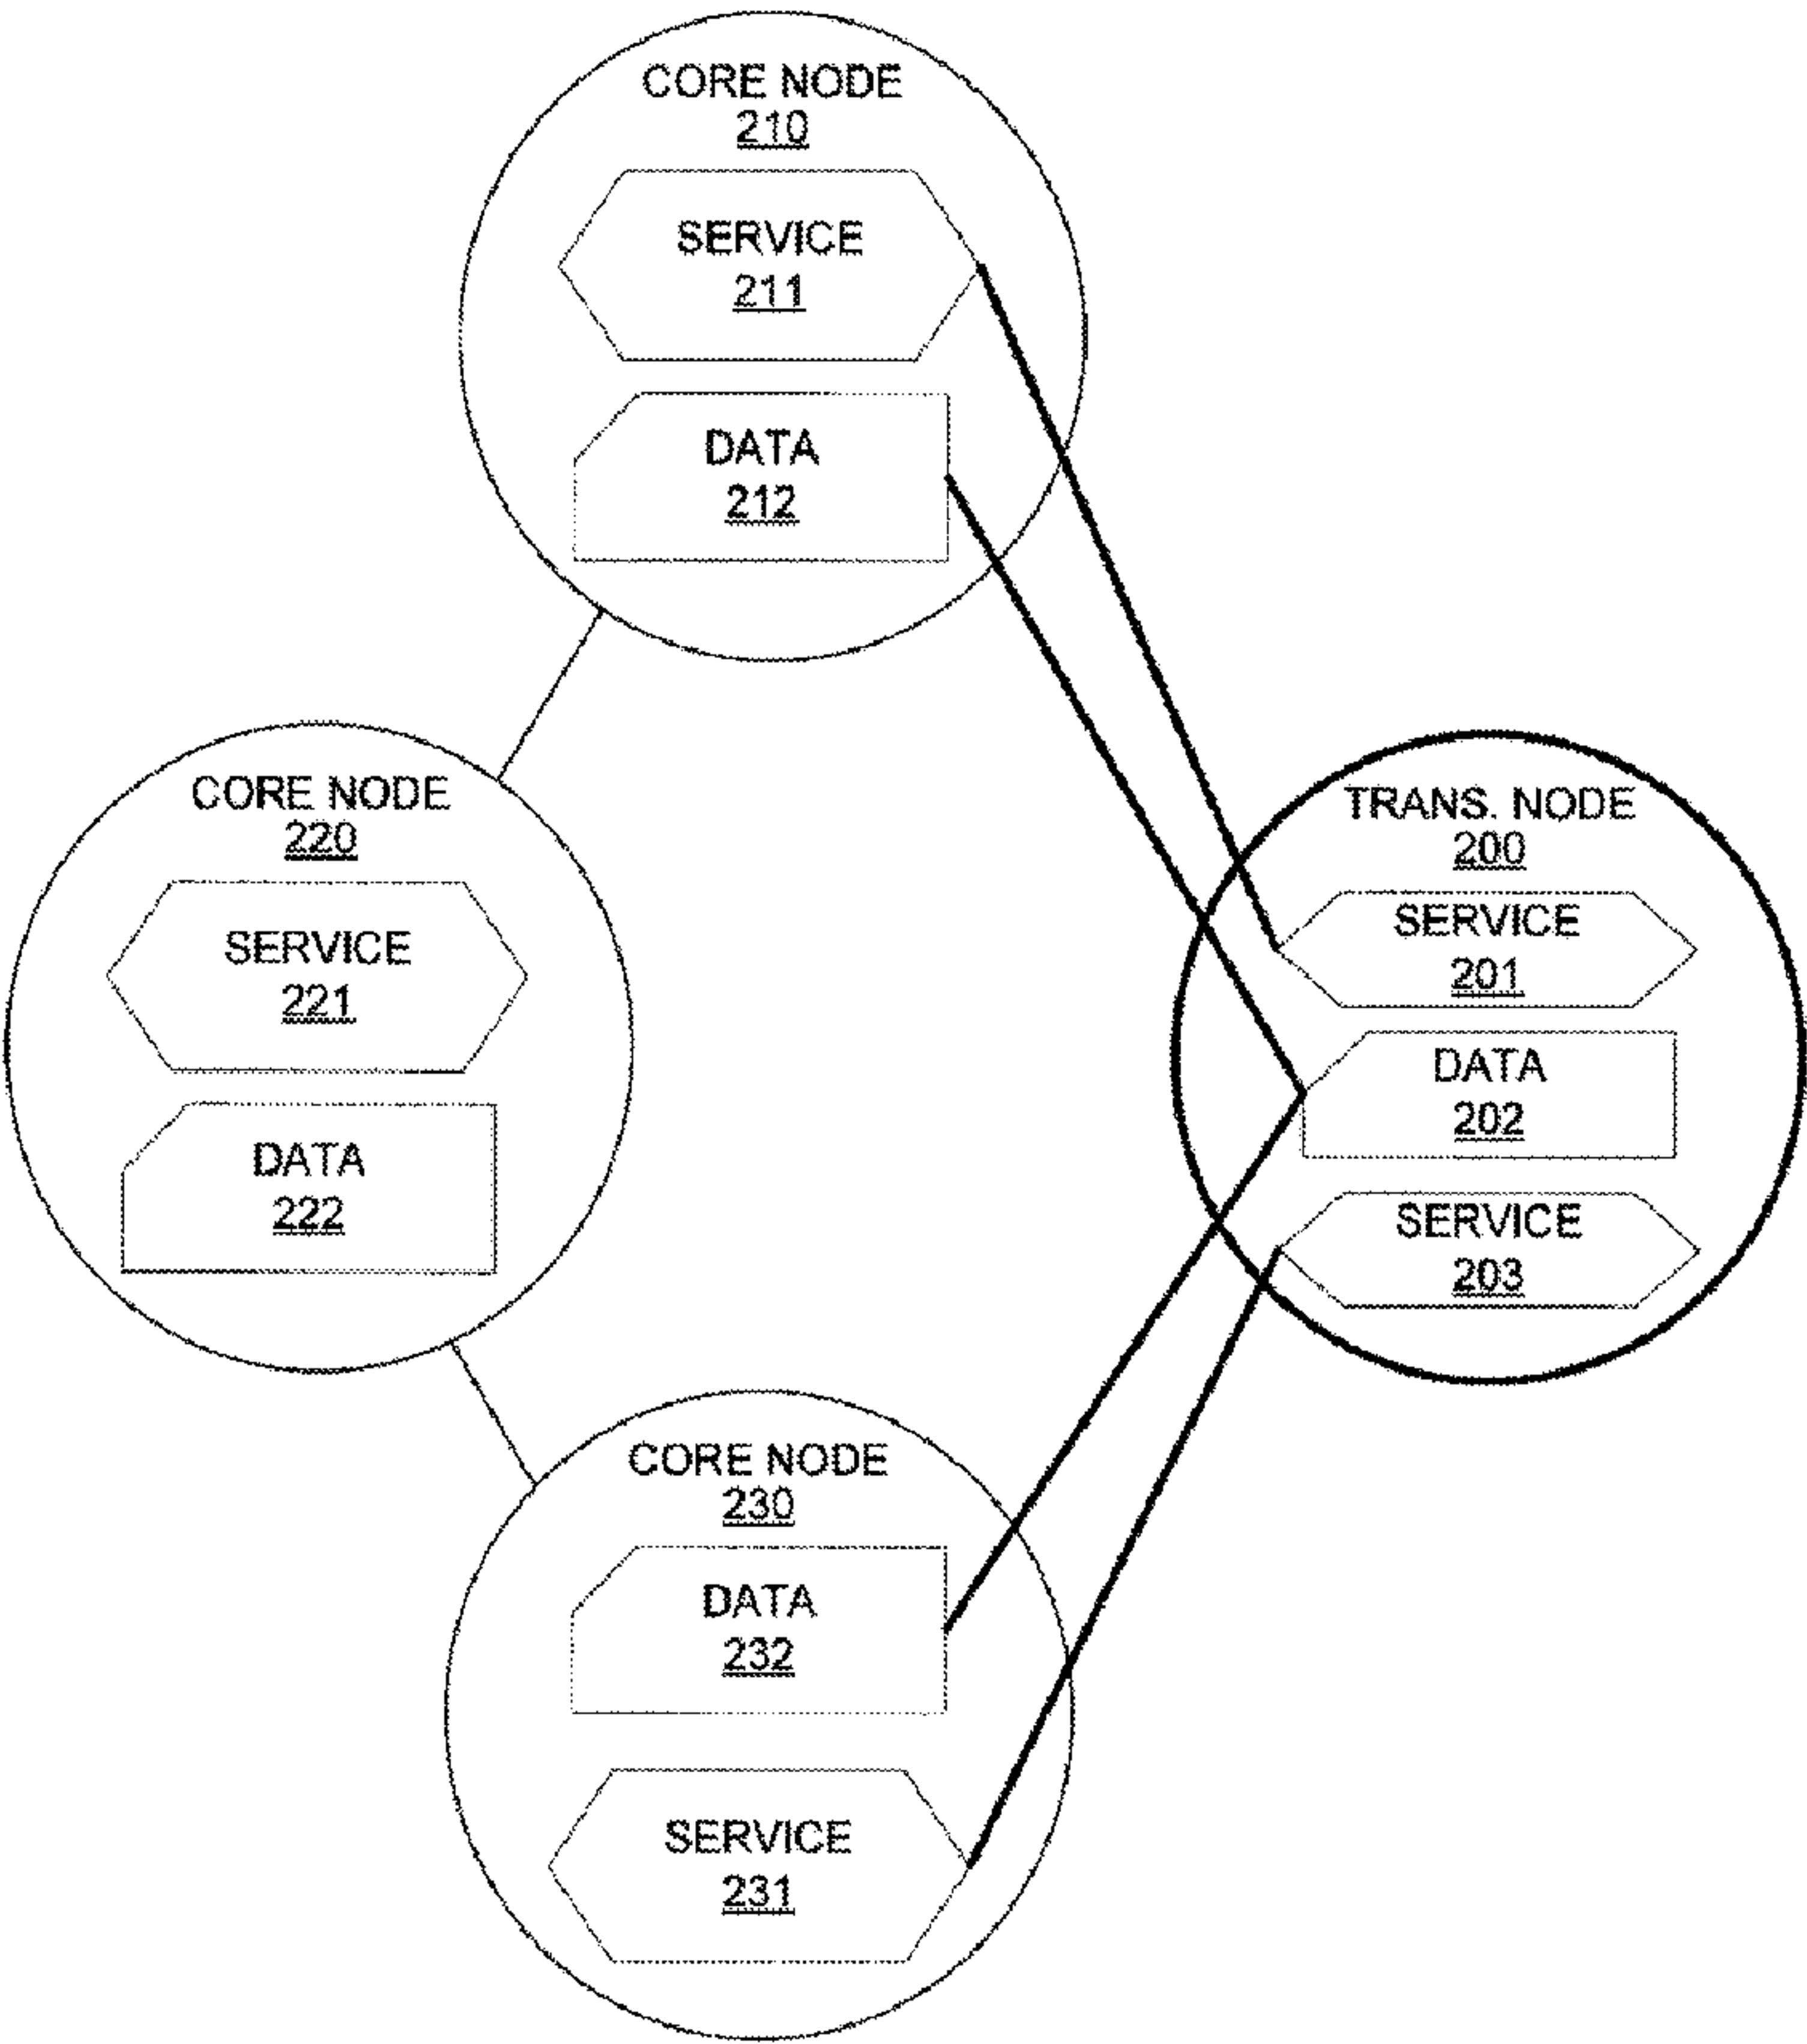 CORE NODE
210
SERVICE
211
DATA
212
CORE NODE
220
SERVICE
221
DATA
222
TRANS. NODE
200
SERVICE
201
DATA
202
SERVICE
203
CORE NODE
230
DATA
232
SERVICE
231